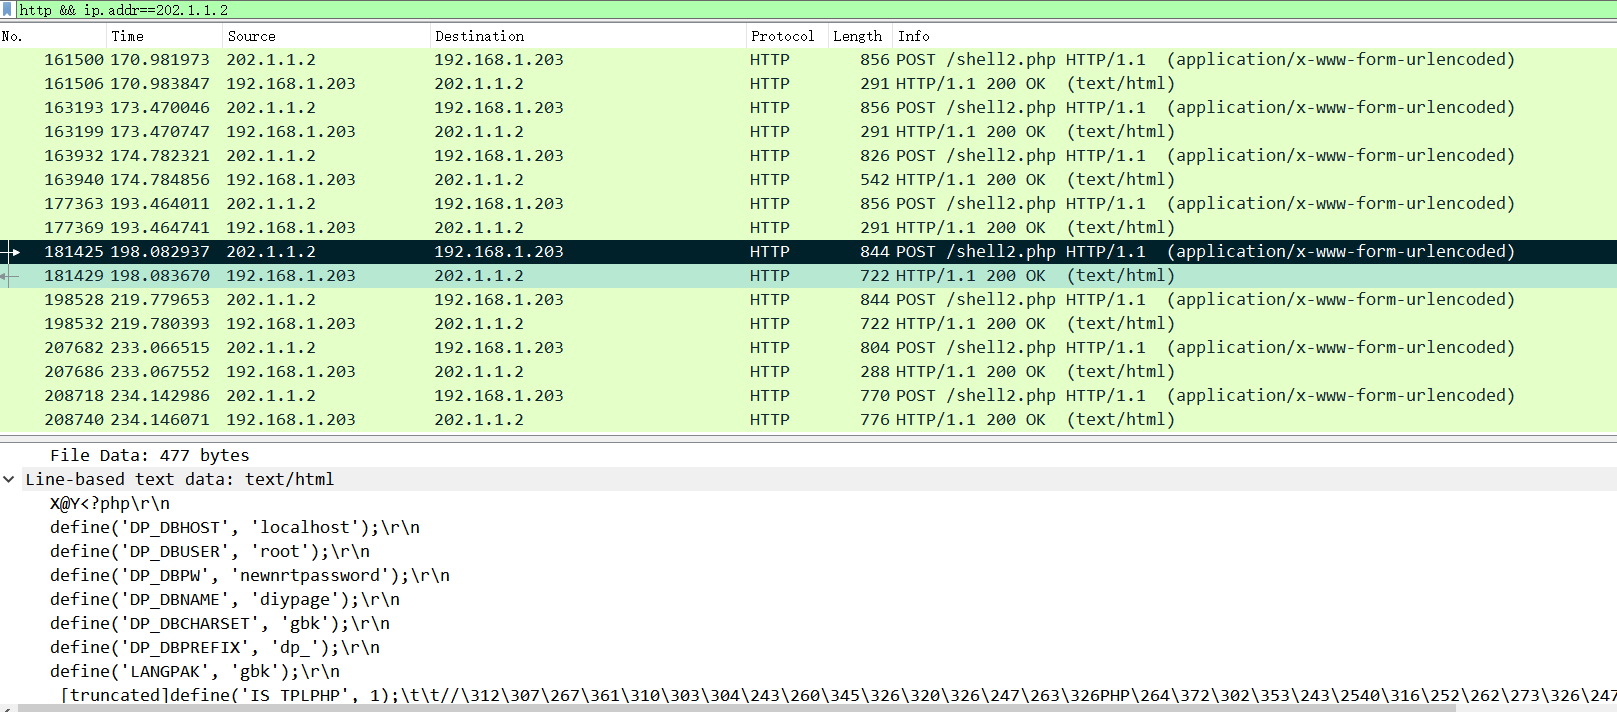 http && ip.addr==202.1.1.2
No. Time Source Destination Protocol Length Info
161500 170.981973 202.1.1.2 192.168.1.203 HTTP 856 POST /shell2.php HTTP/1.1 (application/x-www-form-urlencoded)
161506 170.983847 192.168.1.203 202.1.1.2 HTTP 291 HTTP/1.1 200 OK (text/html)
163193 173.470046 202.1.1.2 192.168.1.203 HTTP 856 POST /shell2.php HTTP/1.1 (application/x-www-form-urlencoded)
163199 173.470747 192.168.1.203 202.1.1.2 HTTP 291 HTTP/1.1 200 OK (text/html)
163932 174.782321 202.1.1.2 192.168.1.203 HTTP 826 POST /shell2.php HTTP/1.1 (application/x-www-form-urlencoded)
163940 174.784856 192.168.1.203 202.1.1.2 HTTP 542 HTTP/1.1 200 OK (text/html)
177363 193.464011 202.1.1.2 192.168.1.203 HTTP 856 POST /shell2.php HTTP/1.1 (application/x-www-form-urlencoded)
177369 193.464741 192.168.1.203 202.1.1.2 HTTP 291 HTTP/1.1 200 OK (text/html)
181425 198.082937 202.1.1.2 192.168.1.203 HTTP 844 POST /shell2.php HTTP/1.1 (application/x-www-form-urlencoded)
181429 198.083670 192.168.1.203 202.1.1.2 HTTP 722 HTTP/1.1 200 OK (text/html)
198528 219.779653 202.1.1.2 192.168.1.203 HTTP 844 POST /shell2.php HTTP/1.1 (application/x-www-form-urlencoded)
198532 219.780393 192.168.1.203 202.1.1.2 HTTP 722 HTTP/1.1 200 OK (text/html)
207682 233.066515 202.1.1.2 192.168.1.203 HTTP 804 POST /shell2.php HTTP/1.1 (application/x-www-form-urlencoded)
207686 233.067552 192.168.1.203 202.1.1.2 HTTP 288 HTTP/1.1 200 OK (text/html)
208718 234.142986 202.1.1.2 192.168.1.203 HTTP 770 POST /shell2.php HTTP/1.1 (application/x-www-form-urlencoded)
208740 234.146071 192.168.1.203 202.1.1.2 HTTP 776 HTTP/1.1 200 OK (text/html)
File Data: 477 bytes
Line-based text data: text/html
X@Y<?php\r\n
define('DP_DBHOST', 'localhost');\r\n
define('DP_DBUSER', 'root');\r\n
define('DP_DBPW', 'newnrtpassword');\r\n
define('DP_DBNAME', 'diypage');\r\n
define('DP_DBCHARSET', 'gbk');\r\n
define('DP_DBPREFIX', 'dp_');\r\n
define('LANGPAK', 'gbk');\r\n
[truncated]define('IS_TPLPHP', 1);\t\t//\312\307\267\361\310\303\304\243\260\345\326\320\326\247\263\326PHP\264\372\302\353\243\2540\316\252\262\273\326\247